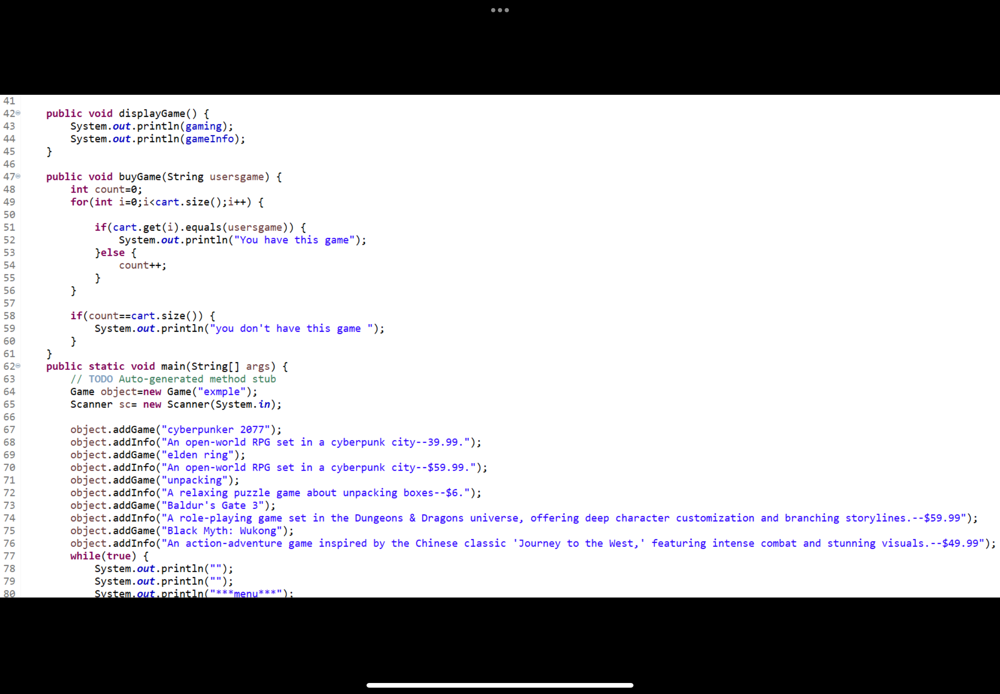 41
42 public void displayGame() {
43 System.out.println(gaming);
44 System.out.println(gameInfo);
45 }
46
47 public void buyGame(String usersgame) {
48 int count=0;
49 for(int i=0;i<cart.size();i++) {
50
51 if(cart.get(i).equals(usersgame)) {
52 System.out.println("You have this game");
53 }else {
54 count++;
55 }
56 }
57
58 if(count==cart.size()) {
59 System.out.println("you don't have this game ");
60 }
61 }
62 public static void main(String[] args) {
63 // TODO Auto-generated method stub
64 Game object=new Game("exmple");
65 Scanner sc= new Scanner(System.in);
66
67 object.addGame("cyberpunker 2077");
68 object.addInfo("An open-world RPG set in a cyberpunk city--39.99.");
69 object.addGame("elden ring");
70 object.addInfo("An open-world RPG set in a cyberpunk city--$59.99.");
71 object.addGame("unpacking");
72 object.addInfo("A relaxing puzzle game about unpacking boxes--$6.");
73 object.addGame("Baldur's Gate 3");
74 object.addInfo("A role-playing game set in the Dungeons & Dragons universe, offering deep character customization and branching storylines.--$59.99");
75 object.addGame("Black Myth: Wukong");
76 object.addInfo("An action-adventure game inspired by the Chinese classic 'Journey to the West,' featuring intense combat and stunning visuals.--$49.99");
77 while(true) {
78 System.out.println("");
79 System.out.println("");
80 System.out.println("***menu***");